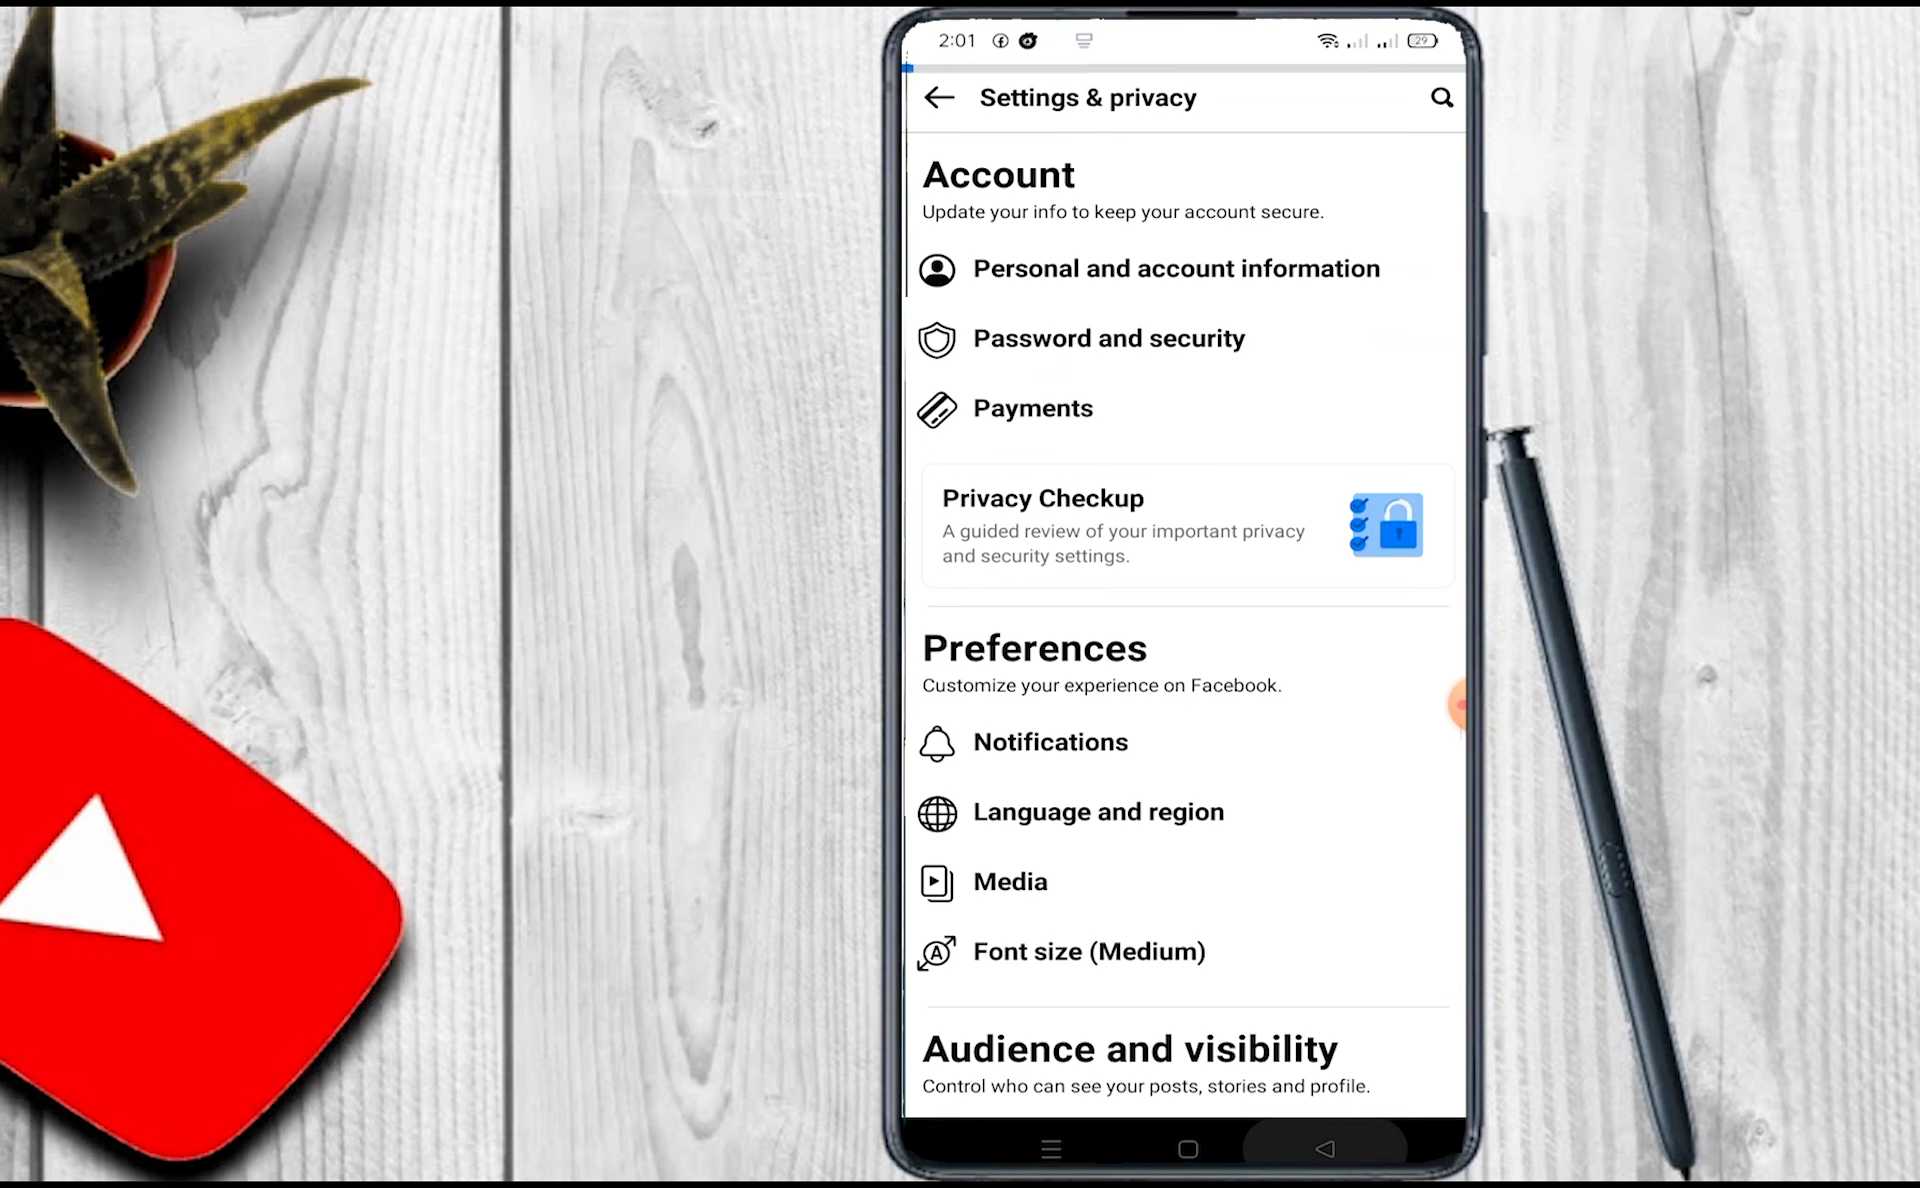 2:01
29
Settings & privacy
Account
Update your info to keep your account secure.
Personal and account information
Password and security
Payments
Privacy Checkup
A guided review of your important privacy
and security settings.
Preferences
Customize your experience on Facebook.
Notifications
Language and region
Media
Font size (Medium)
Audience and visibility
Control who can see your posts, stories and profile.